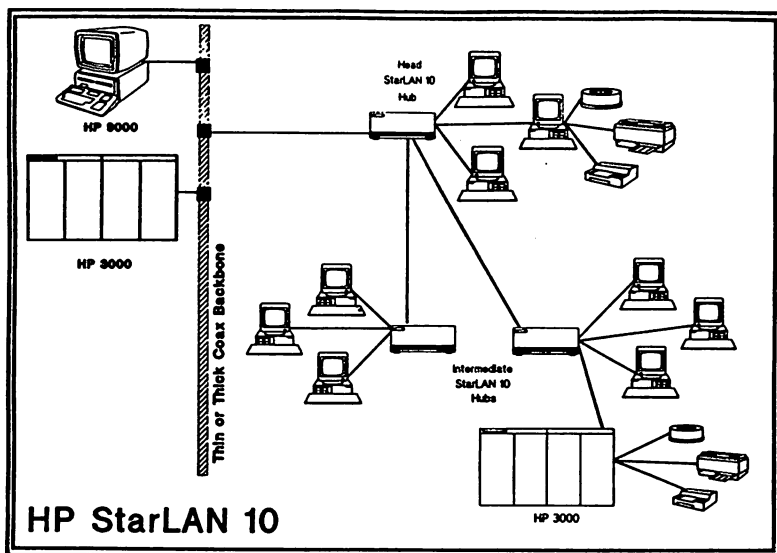 Head
StarLAN 10
Hub
HP 9000
HP 3000
Thin or Thick Coax Backbone
Intermediate
StarLAN 10
Hubs
HP 3000
HP StarLAN 10